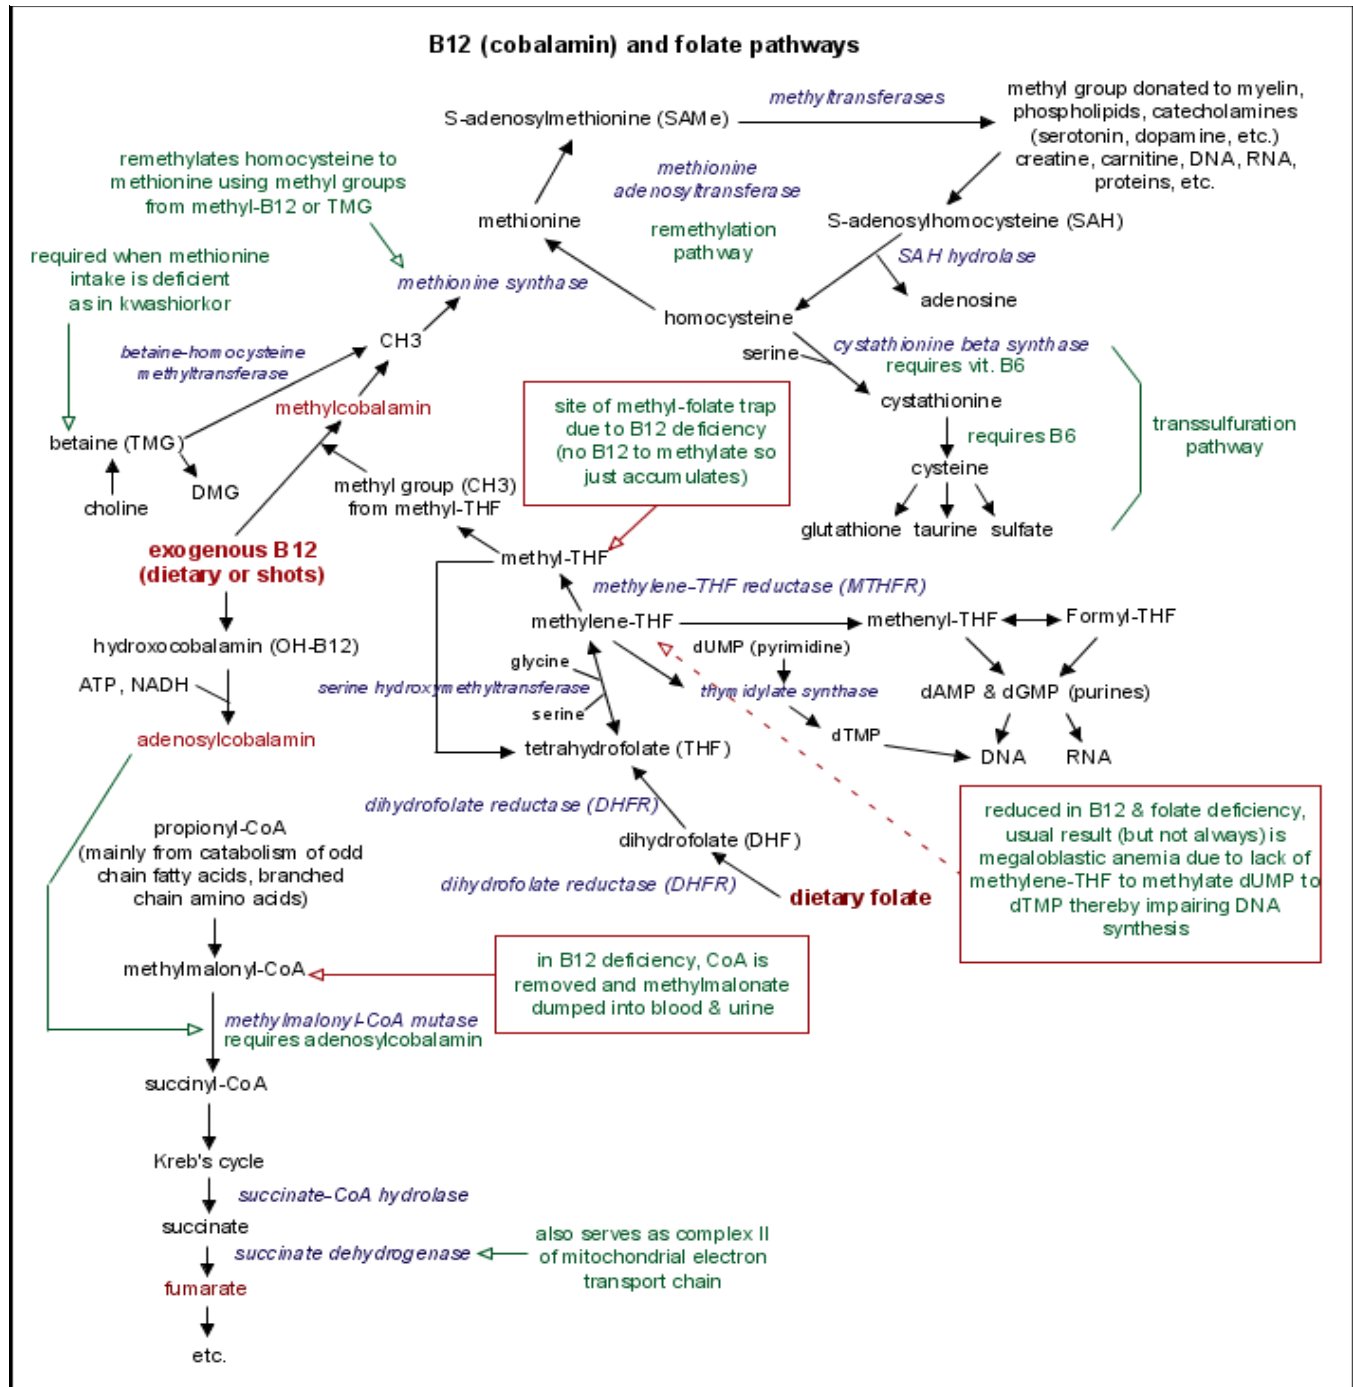 B12 (cobalamin) and folate pathways
methyltransferases
S-adenosylmethionine (SAMe)
methyl group donated to myelin,
phospholipids, catecholamines
(serotonin, dopamine, etc.)
creatine, carnitine, DNA, RNA,
proteins, etc.
remethylates homocysteine to
methionine using methyl groups
from methyl-B12 or TMG
methionine
adenosyltransferase
methionine
remethylation
pathway
S-adenosylhomocysteine (SAH)
SAH hydrolase
adenosine
required when methionine
intake is deficient
as in kwashiorkor
methionine synthase
homocysteine
CH3
betaine-homocysteine
methyltransferase
serine
cystathionine beta synthase
requires vit. B6
cystathionine
requires B6
cysteine
glutathione taurine sulfate
transsulfuration
pathway
methylcobalamin
site of methyl-folate trap
due to B12 deficiency
(no B12 to methylate so
just accumulates)
betaine (TMG)
DMG
choline
methyl group (CH3)
from methyl-THF
exogenous B12
(dietary or shots)
methyl-THF
methylene-THF reductase (MTHFR)
methylene-THF
methenyl-THF
Formyl-THF
hydroxocobalamin (OH-B12)
ATP, NADH
glycine
dUMP (pyrimidine)
serine hydroxymethyltransferase
thymidylate synthase
dAMP & dGMP (purines)
serine
adenosylcobalamin
tetrahydrofolate (THF)
dTMP
DNA
RNA
dihydrofolate reductase (DHFR)
dihydrofolate (DHF)
dihydrofolate reductase (DHFR)
dietary folate
reduced in B12 & folate deficiency,
usual result (but not always) is
megaloblastic anemia due to lack of
methylene-THF to methylate dUMP to
dTMP thereby impairing DNA
synthesis
propionyl-CoA
(mainly from catabolism of odd
chain fatty acids, branched
chain amino acids)
methylmalonyl-CoA
in B12 deficiency, CoA is
removed and methylmalonate
dumped into blood & urine
methylmalonyl-CoA mutase
requires adenosylcobalamin
succinyl-CoA
Kreb's cycle
succinate-CoA hydrolase
succinate
succinate dehydrogenase
also serves as complex II
of mitochondrial electron
transport chain
fumarate
etc.